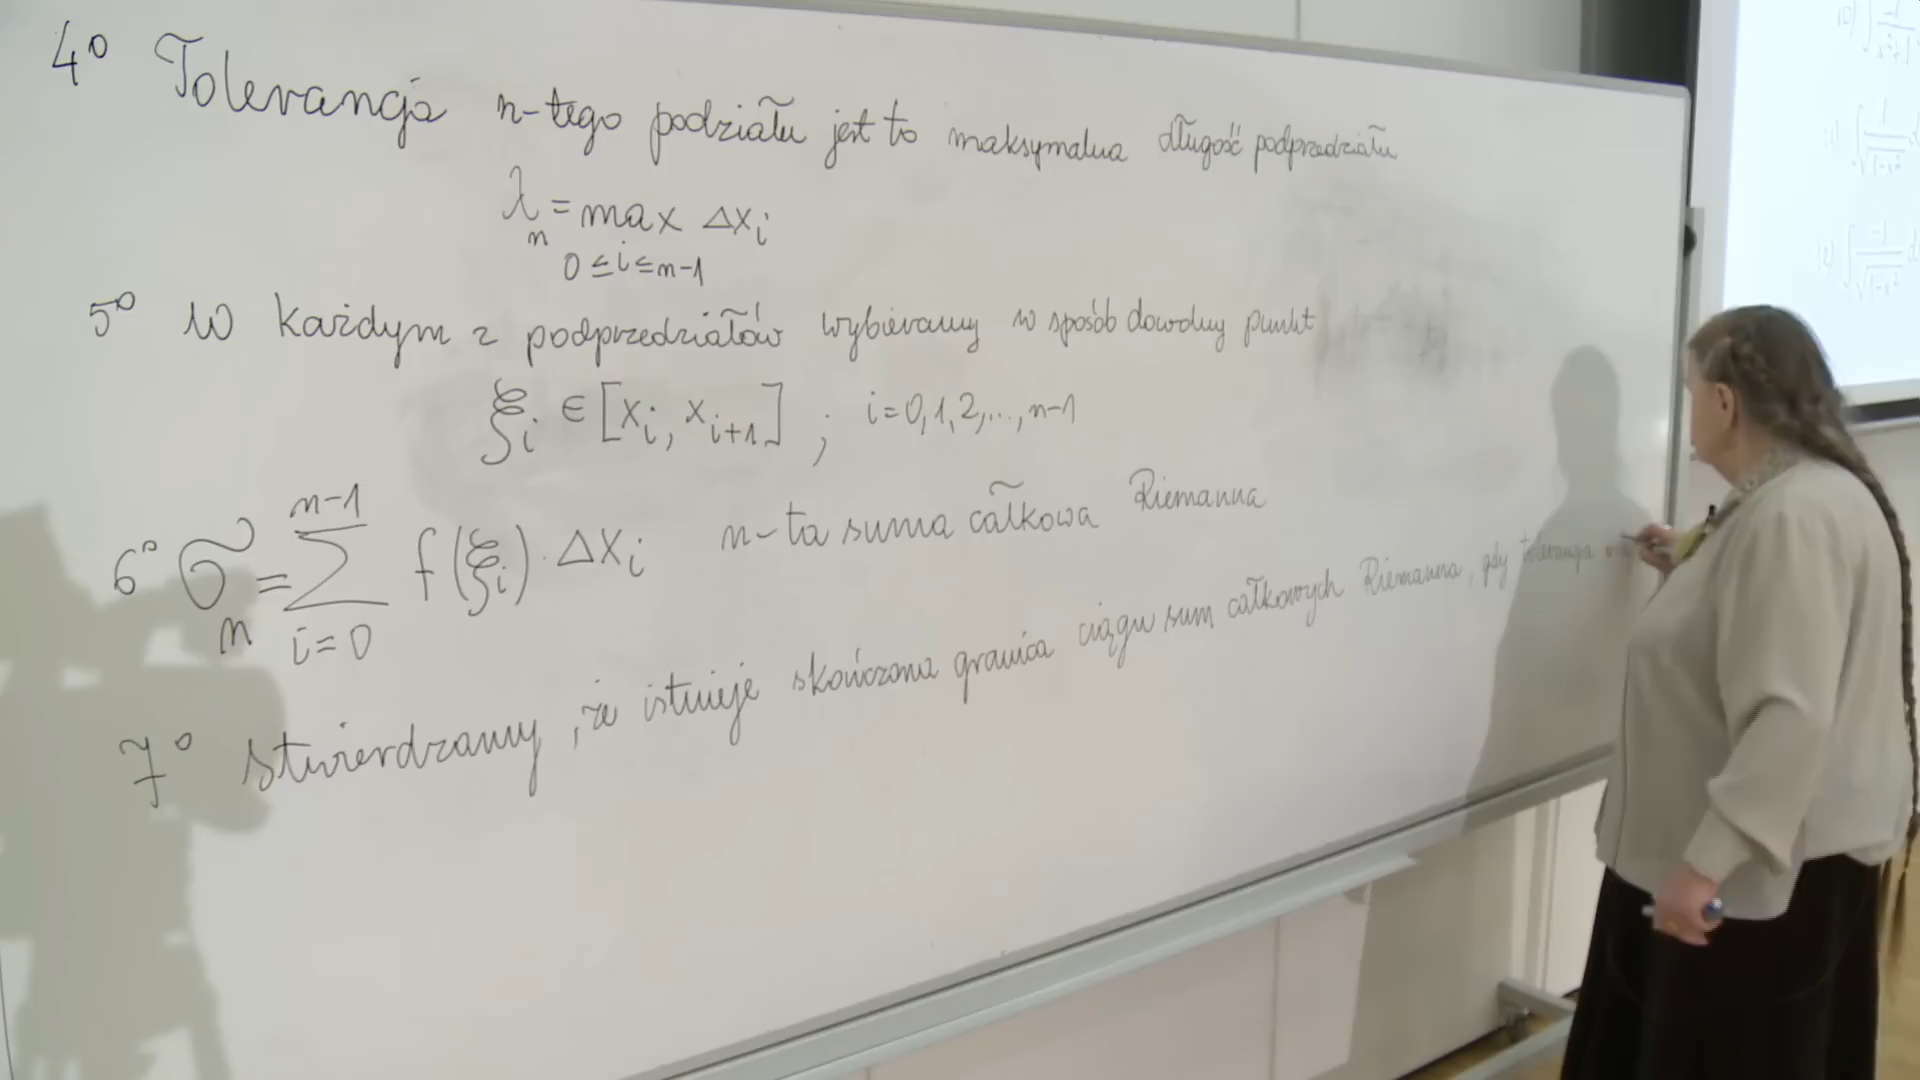 4° Tolerancja n-tego podziału jest to maksymalna długość podprzedziału
λn = max Δxi
0 ≤ i ≤ n-1
5° W każdym z podprzedziałów wybieramy w sposób dowolny punkt
ξi ∈ [xi, xi+1] ; i=0,1,2,...,n-1
n-1
6° σn = ∑ f(ξi) · Δxi n-ta suma całkowa Riemanna
i=0
7° stwierdzamy, że istnieje skończona granica ciągu sum całkowych Riemanna, gdy tolerancja